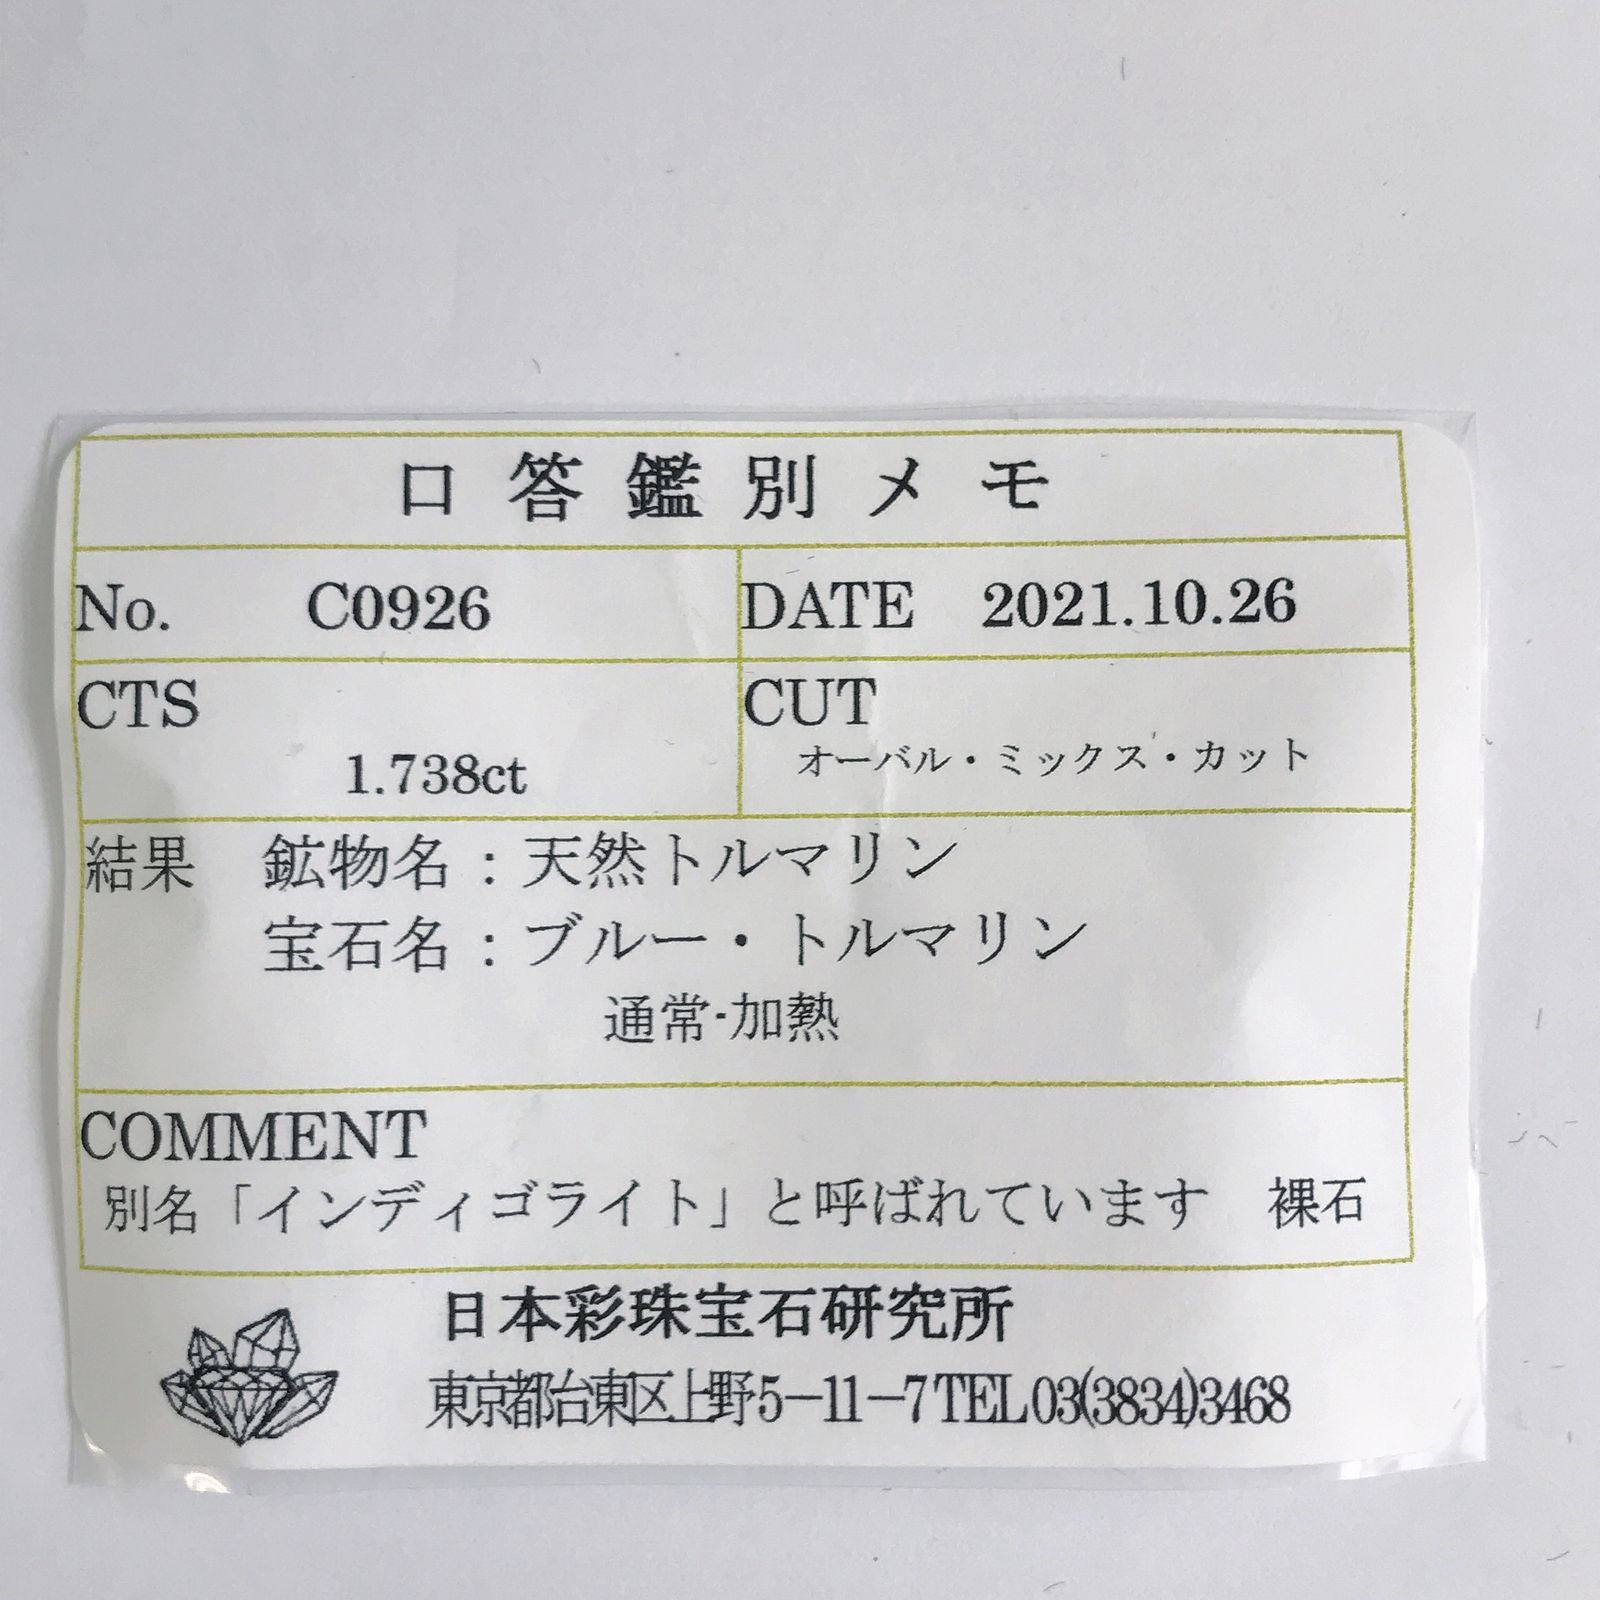 口答鑑別メモ
No. C0926 DATE 2021.10.26
CTS CUT
1.738ct オーバル・ミックス・カット
結果 鉱物名：天然トルマリン
宝石名：ブルー・トルマリン
通常・加熱
COMMENT
別名「インディゴライト」と呼ばれています 裸石
日本彩珠宝石研究所
東京都台東区上野5－11－7 TEL 03(3834)3468